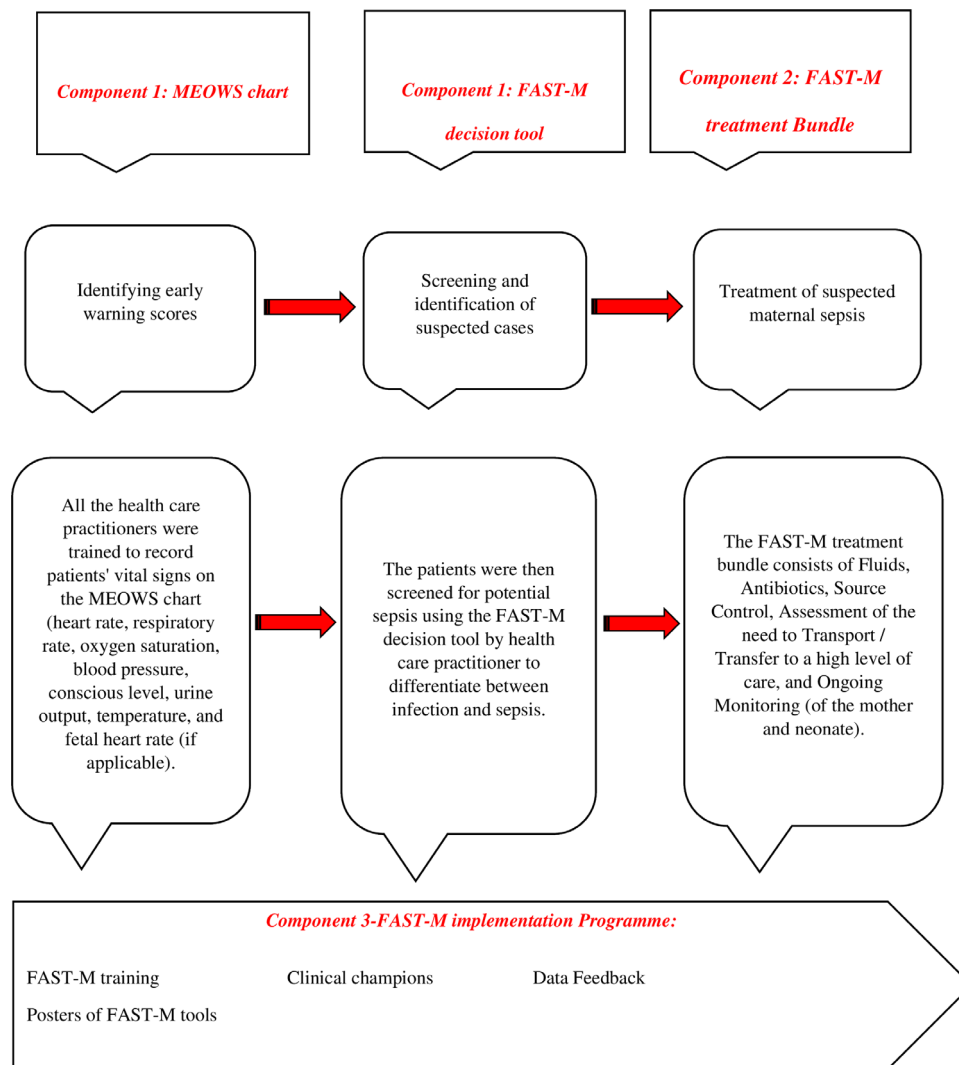 Component 1: MEOWS chart
Component 1: FAST-M
decision tool
Component 2: FAST-M
treatment Bundle
Identifying early
warning scores
Screening and
identification of
suspected cases
Treatment of suspected
maternal sepsis
All the health care
practitioners were
trained to record
patients' vital signs on
the MEOWS chart
(heart rate, respiratory
rate, oxygen saturation,
blood pressure,
conscious level, urine
output, temperature, and
fetal heart rate (if
applicable).
The patients were then
screened for potential
sepsis using the FAST-M
decision tool by health
care practitioner to
differentiate between
infection and sepsis.
The FAST-M treatment
bundle consists of Fluids,
Antibiotics, Source
Control, Assessment of the
need to Transport /
Transfer to a high level of
care, and Ongoing
Monitoring (of the mother
and neonate).
Component 3-FAST-M implementation Programme:
FAST-M training Clinical champions Data Feedback
Posters of FAST-M tools